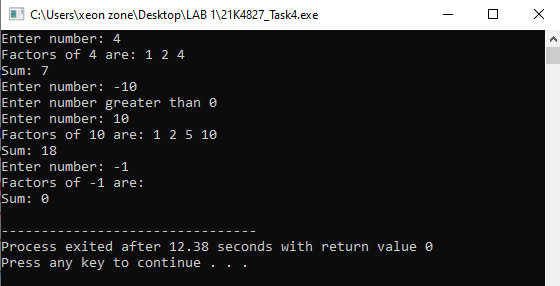 C:\Users\xeon zone\Desktop\LAB 1\21K4827_Task4.exe
Enter number: 4
Factors of 4 are: 1 2 4
Sum: 7
Enter number: -10
Enter number greater than 0
Enter number: 10
Factors of 10 are: 1 2 5 10
Sum: 18
Enter number: -1
Factors of -1 are:
Sum: 0
--------------------------------
Process exited after 12.38 seconds with return value 0
Press any key to continue . . .